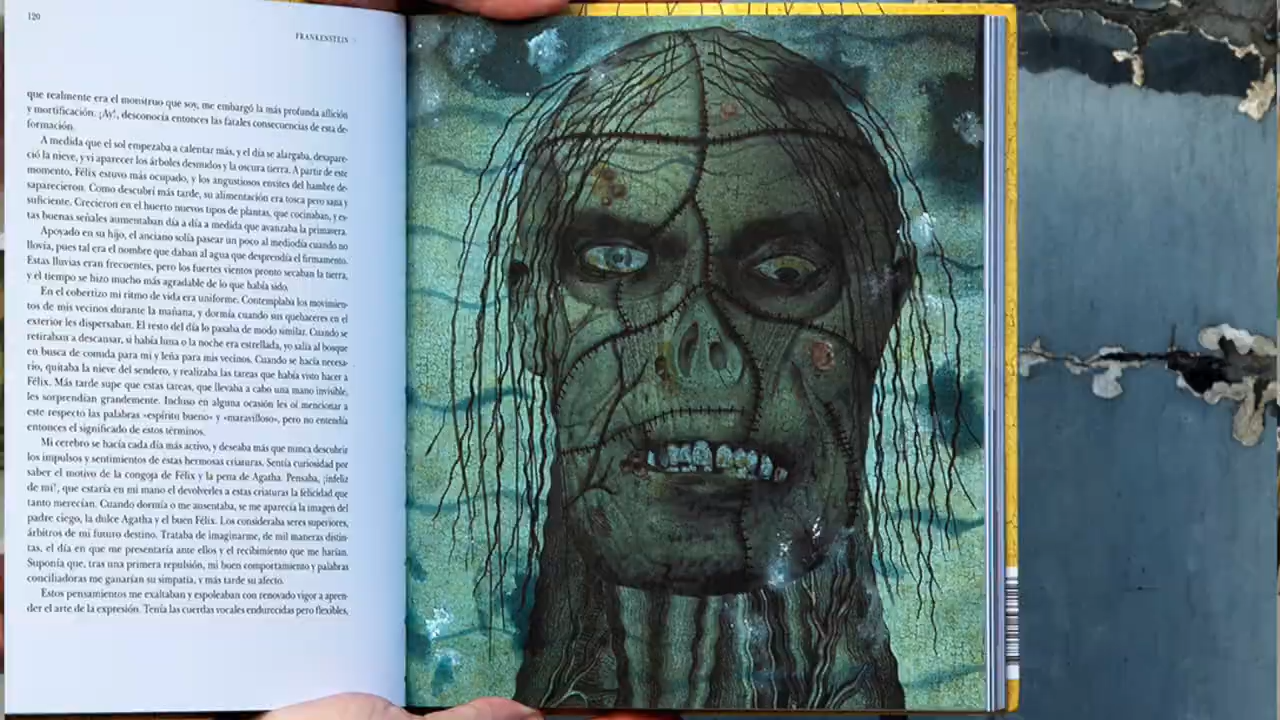 120
FRANKENSTEIN
que realmente era el monstruo que soy, me embargó la más profunda aflicción
y mortificación. ¡Ay!, desconocía entonces las fatales consecuencias de esta de-
formación.
A medida que el sol empezaba a calentar más, y el día se alargaba, desapare-
ció la nieve, y vi aparecer los árboles desnudos y la oscura tierra. A partir de este
momento, Félix estuvo más ocupado, y los angustiosos envites del hambre de-
saparecieron. Como descubrí más tarde, su alimentación era tosca pero sana y
suficiente. Crecieron en el huerto nuevos tipos de plantas, que cocinaban, y es-
tas buenas señales aumentaban día a día a medida que avanzaba la primavera.
Apoyado en su hijo, el anciano solía pasear un poco al mediodía cuando no
llovía, pues tal era el nombre que daban al agua que desprendía el firmamento.
Estas lluvias eran frecuentes, pero los fuertes vientos pronto secaban la tierra,
y el tiempo se hizo mucho más agradable de lo que había sido.
En el cobertizo mi ritmo de vida era uniforme. Contemplaba los movimien-
tos de mis vecinos durante la mañana, y dormía cuando sus quehaceres en el
exterior les dispersaban. El resto del día lo pasaba de modo similar. Cuando se
retiraban a descansar, si había luna o la noche era estrellada, yo salía al bosque
en busca de comida para mí y leña para mis vecinos. Cuando se hacía necesa-
rio, quitaba la nieve del sendero, y realizaba las tareas que había visto hacer a
Félix. Más tarde supe que estas tareas, que llevaba a cabo una mano invisible,
les sorprendían grandemente. Incluso en alguna ocasión les oí mencionar a
este respecto las palabras «espíritu bueno» y «maravilloso», pero no entendía
entonces el significado de estos términos.
Mi cerebro se hacía cada día más activo, y deseaba más que nunca descubrir
los impulsos y sentimientos de estas hermosas criaturas. Sentía curiosidad por
saber el motivo de la congoja de Félix y la pena de Agatha. Pensaba, ¡infeliz
de mí!, que estaría en mi mano el devolverles a estas criaturas la felicidad que
tanto merecían. Cuando dormía o me ausentaba, se me aparecía la imagen del
padre ciego, la dulce Agatha y el buen Félix. Los consideraba seres superiores,
árbitros de mi futuro destino. Trataba de imaginarme, de mil maneras distin-
tas, el día en que me presentaría ante ellos y el recibimiento que me harían.
Suponía que, tras una primera repulsión, mi buen comportamiento y palabras
conciliadoras me ganarían su simpatía, y más tarde su afecto.
Estos pensamientos me exaltaban y espoleaban con renovado vigor a apren-
der el arte de la expresión. Tenía las cuerdas vocales endurecidas pero flexibles,